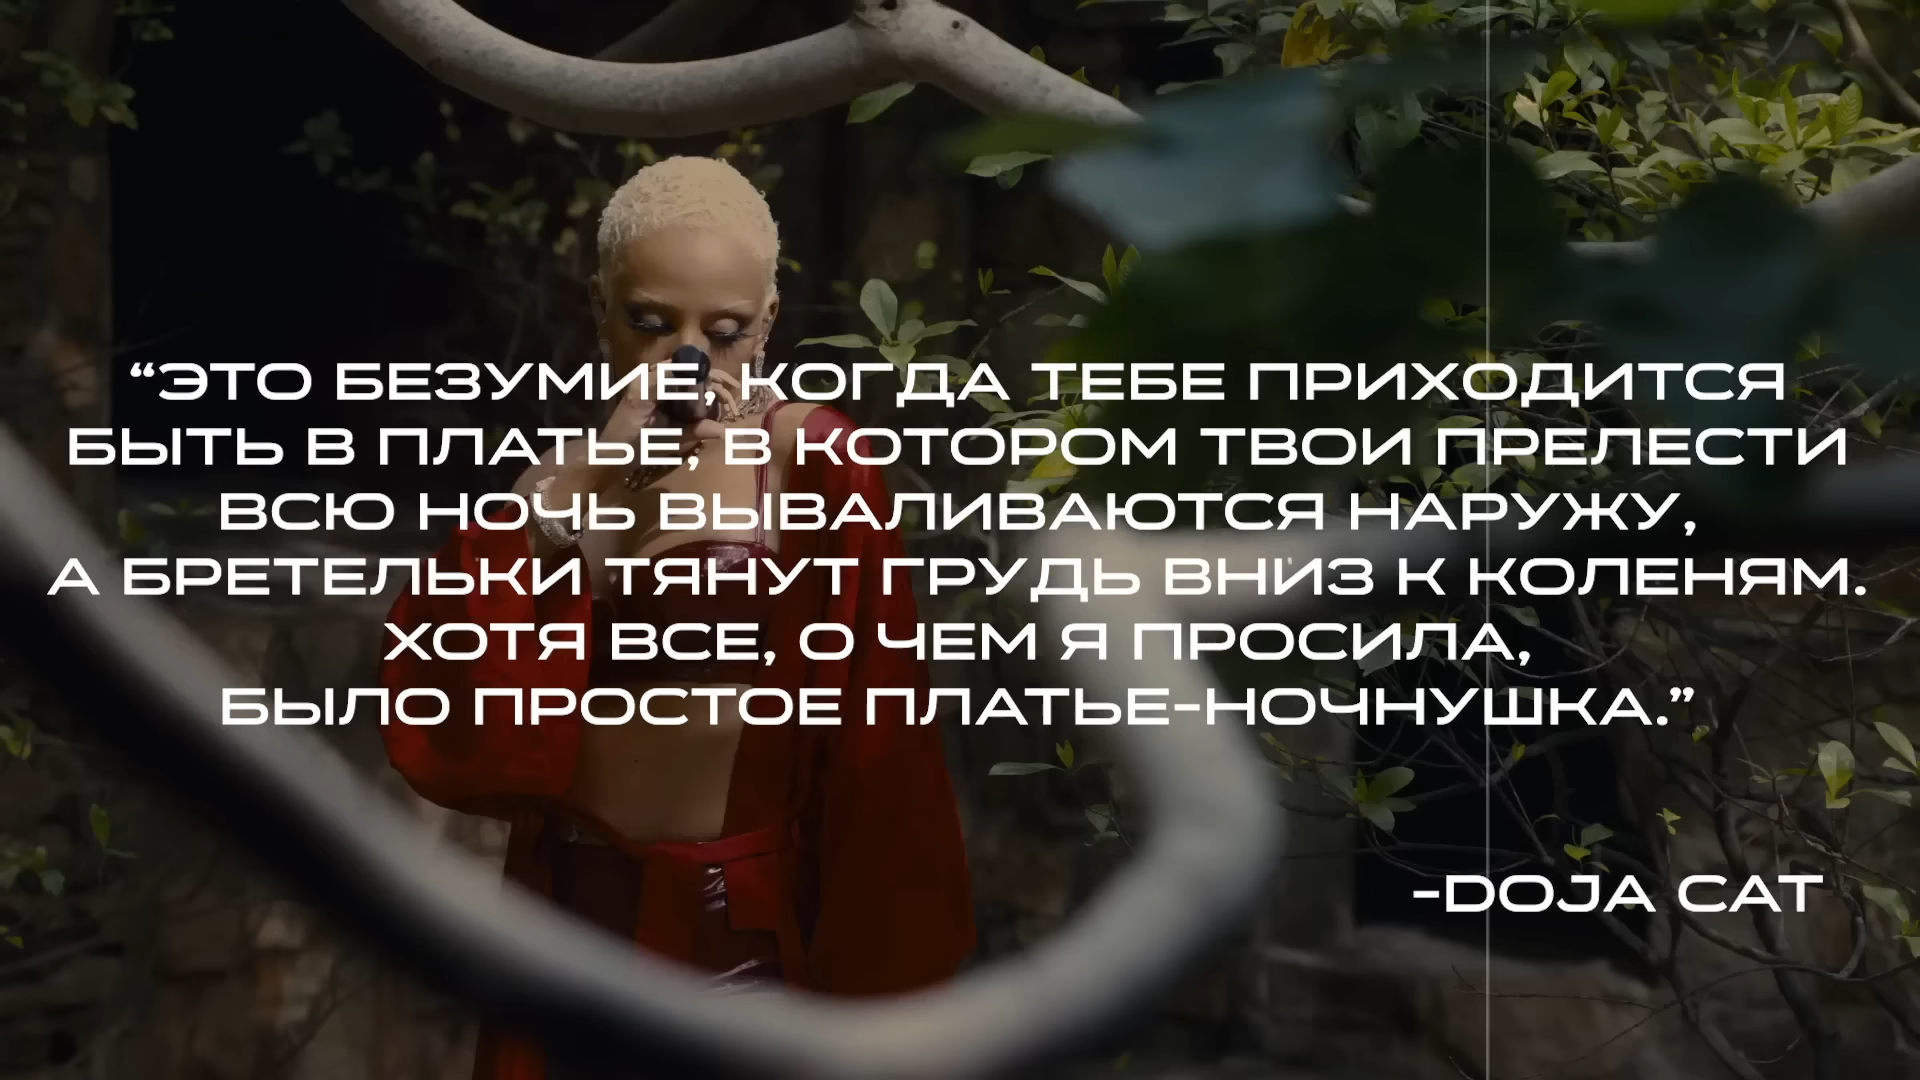 “ЭТО БЕЗУМИЕ, КОГДА ТЕБЕ ПРИХОДИТСЯ
БЫТЬ В ПЛАТЬЕ, В КОТОРОМ ТВОИ ПРЕЛЕСТИ
ВСЮ НОЧЬ ВЫВАЛИВАЮТСЯ НАРУЖУ,
А БРЕТЕЛЬКИ ТЯНУТ ГРУДЬ ВНИЗ К КОЛЕНЯМ.
ХОТЯ ВСЕ, О ЧЕМ Я ПРОСИЛА,
БЫЛО ПРОСТОЕ ПЛАТЬЕ-НОЧНУШКА.”
-DOJA CAT